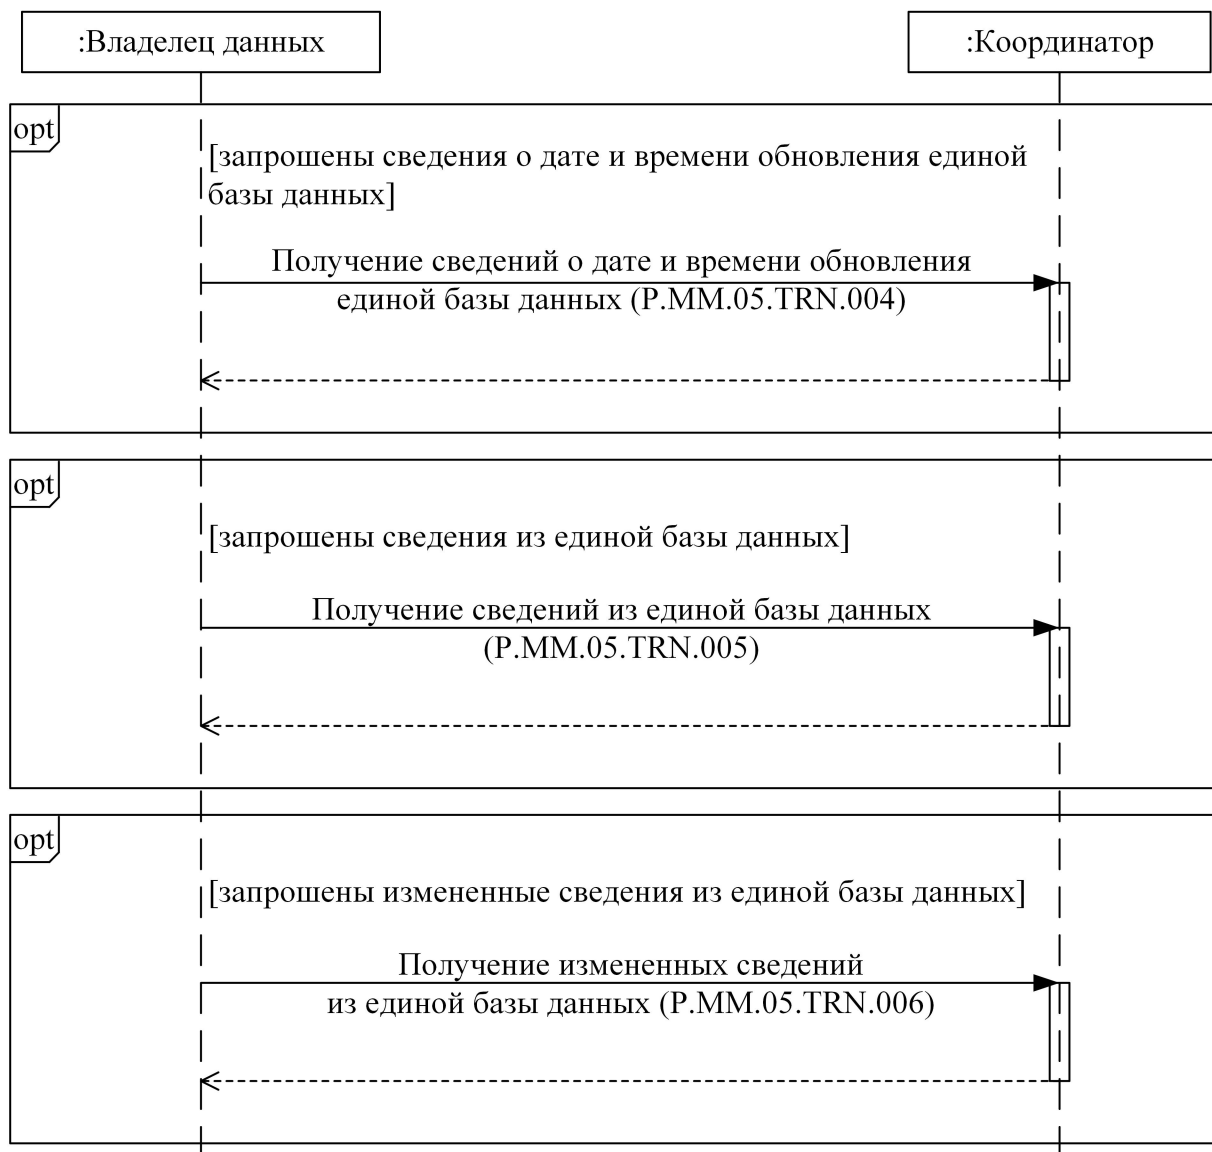 :Владелец данных
:Координатор
opt
[запрошены сведения о дате и времени обновления единой
базы данных]
Получение сведений о дате и времени обновления
единой базы данных (P.MM.05.TRN.004)
opt
[запрошены сведения из единой базы данных]
Получение сведений из единой базы данных
(P.MM.05.TRN.005)
opt
[запрошены измененные сведения из единой базы данных]
Получение измененных сведений
из единой базы данных (P.MM.05.TRN.006)